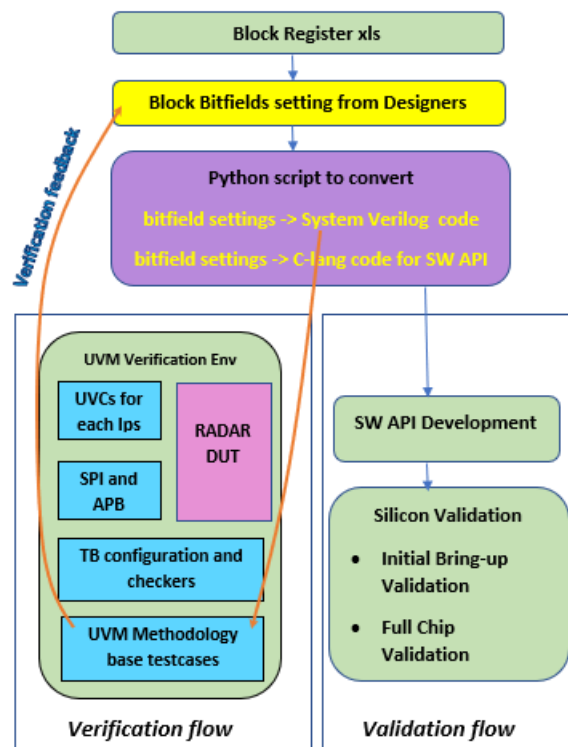 Block Register xls
Block Bitfields setting from Designers
Verification feedback
Python script to convert
bitfield settings -> System Verilog code
bitfield settings -> C-lang code for SW API
UVM Verification Env
UVCs for
each Ips
RADAR
DUT
SPI and
APB
TB configuration and
checkers
UVM Methodology
base testcases
Verification flow
SW API Development
Silicon Validation
• Initial Bring-up
Validation
• Full Chip
Validation
Validation flow